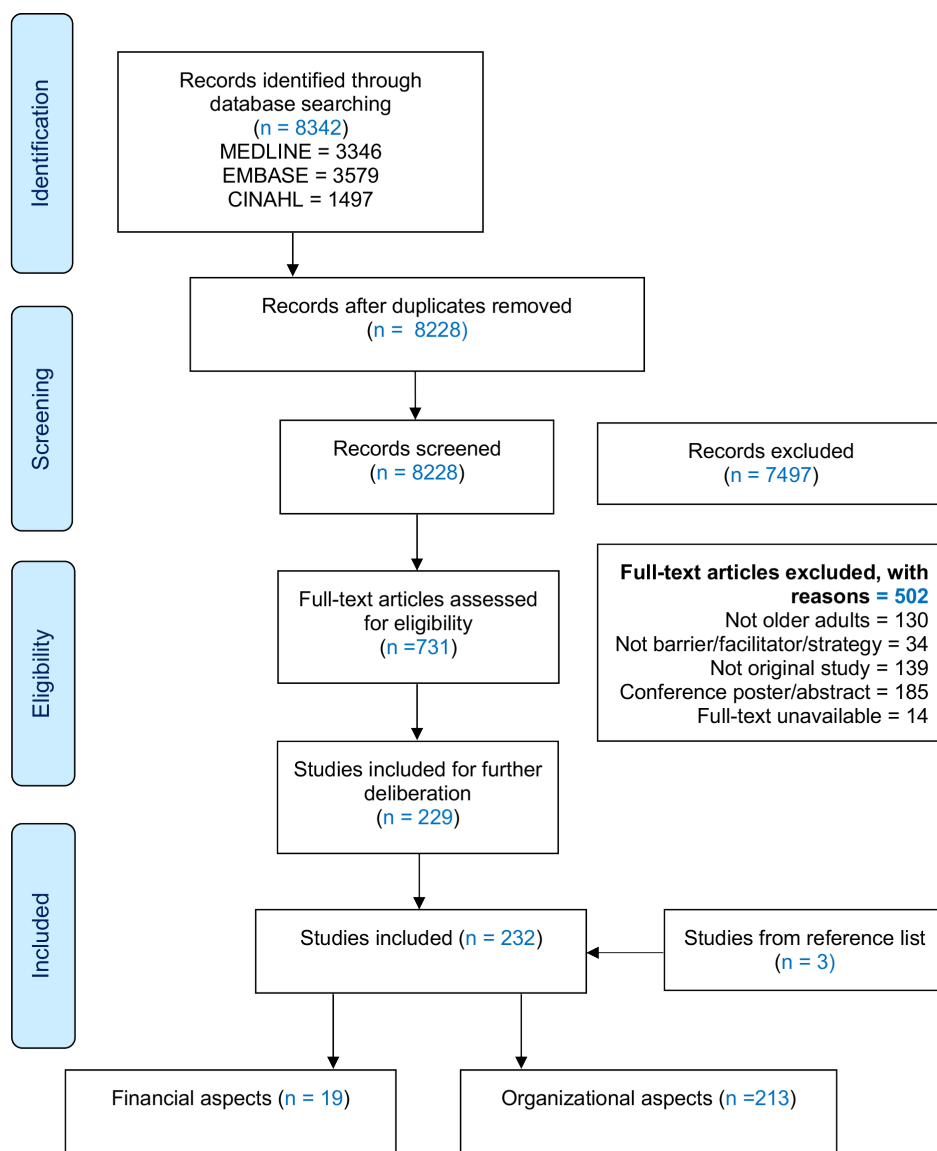 Identification
Records identified through
database searching
(n = 8342)
MEDLINE = 3346
EMBASE = 3579
CINAHL = 1497
Records after duplicates removed
(n = 8228)
Screening
Records screened
(n = 8228)
Records excluded
(n = 7497)
Eligibility
Full-text articles assessed
for eligibility
(n =731)
Full-text articles excluded, with
reasons = 502
Not older adults = 130
Not barrier/facilitator/strategy = 34
Not original study = 139
Conference poster/abstract = 185
Full-text unavailable = 14
Studies included for further
deliberation
(n = 229)
Included
Studies included (n = 232)
Studies from reference list
(n = 3)
Financial aspects (n = 19)
Organizational aspects (n =213)